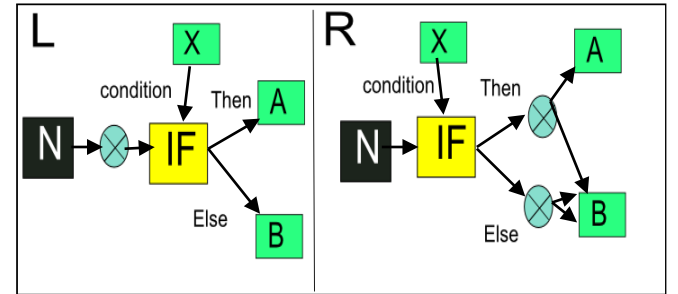 L
X
condition
Then
A
N
IF
Else
B
R
X
condition
Then
A
N
IF
Else
B